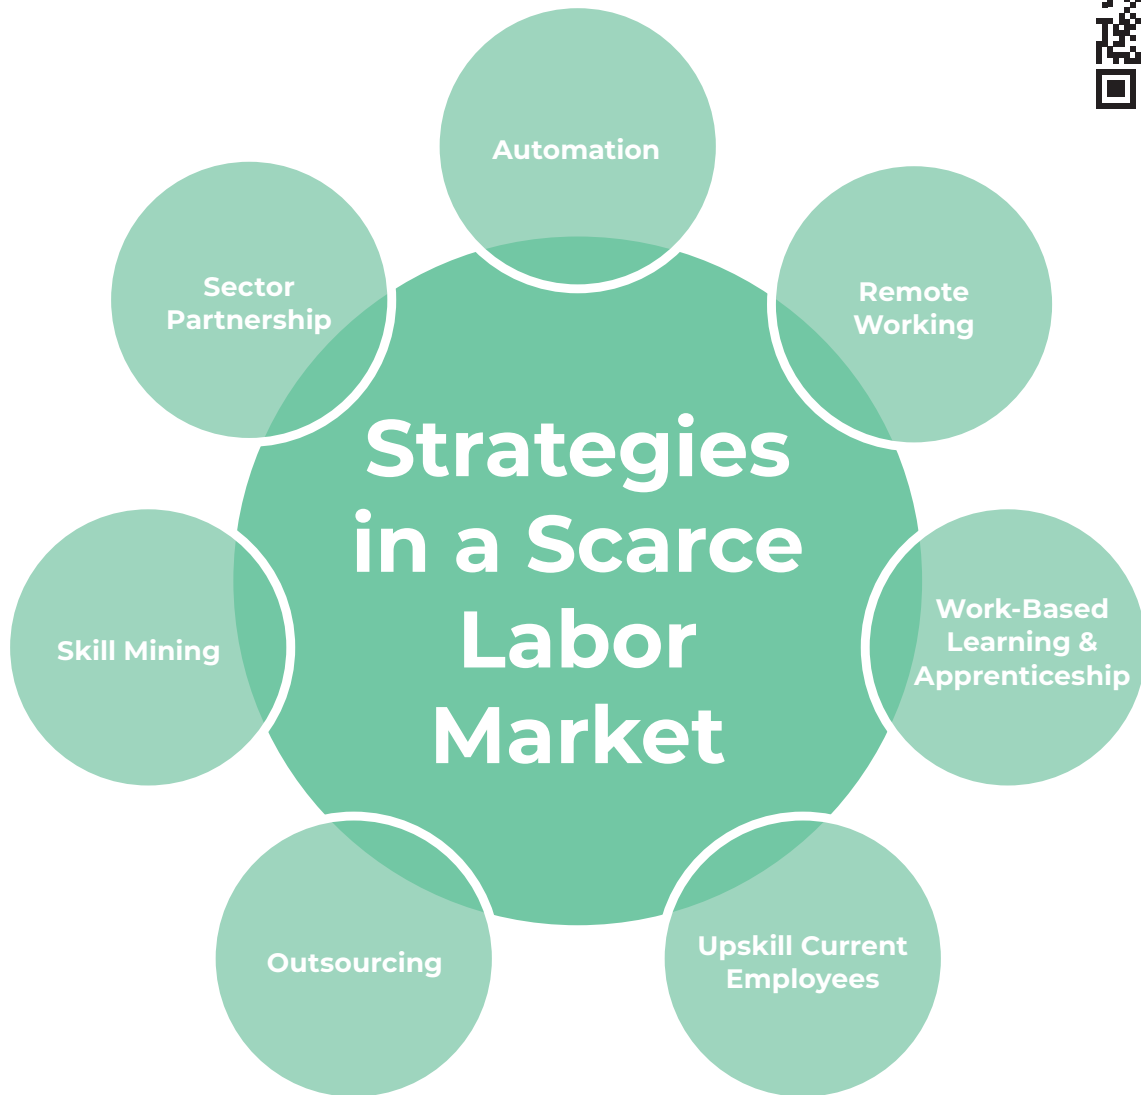 Automation
Sector
Partnership
Remote
Working
Strategies
in a Scarce
Labor
Market
Skill Mining
Work-Based
Learning &
Apprenticeship
Outsourcing
Upskill Current
Employees